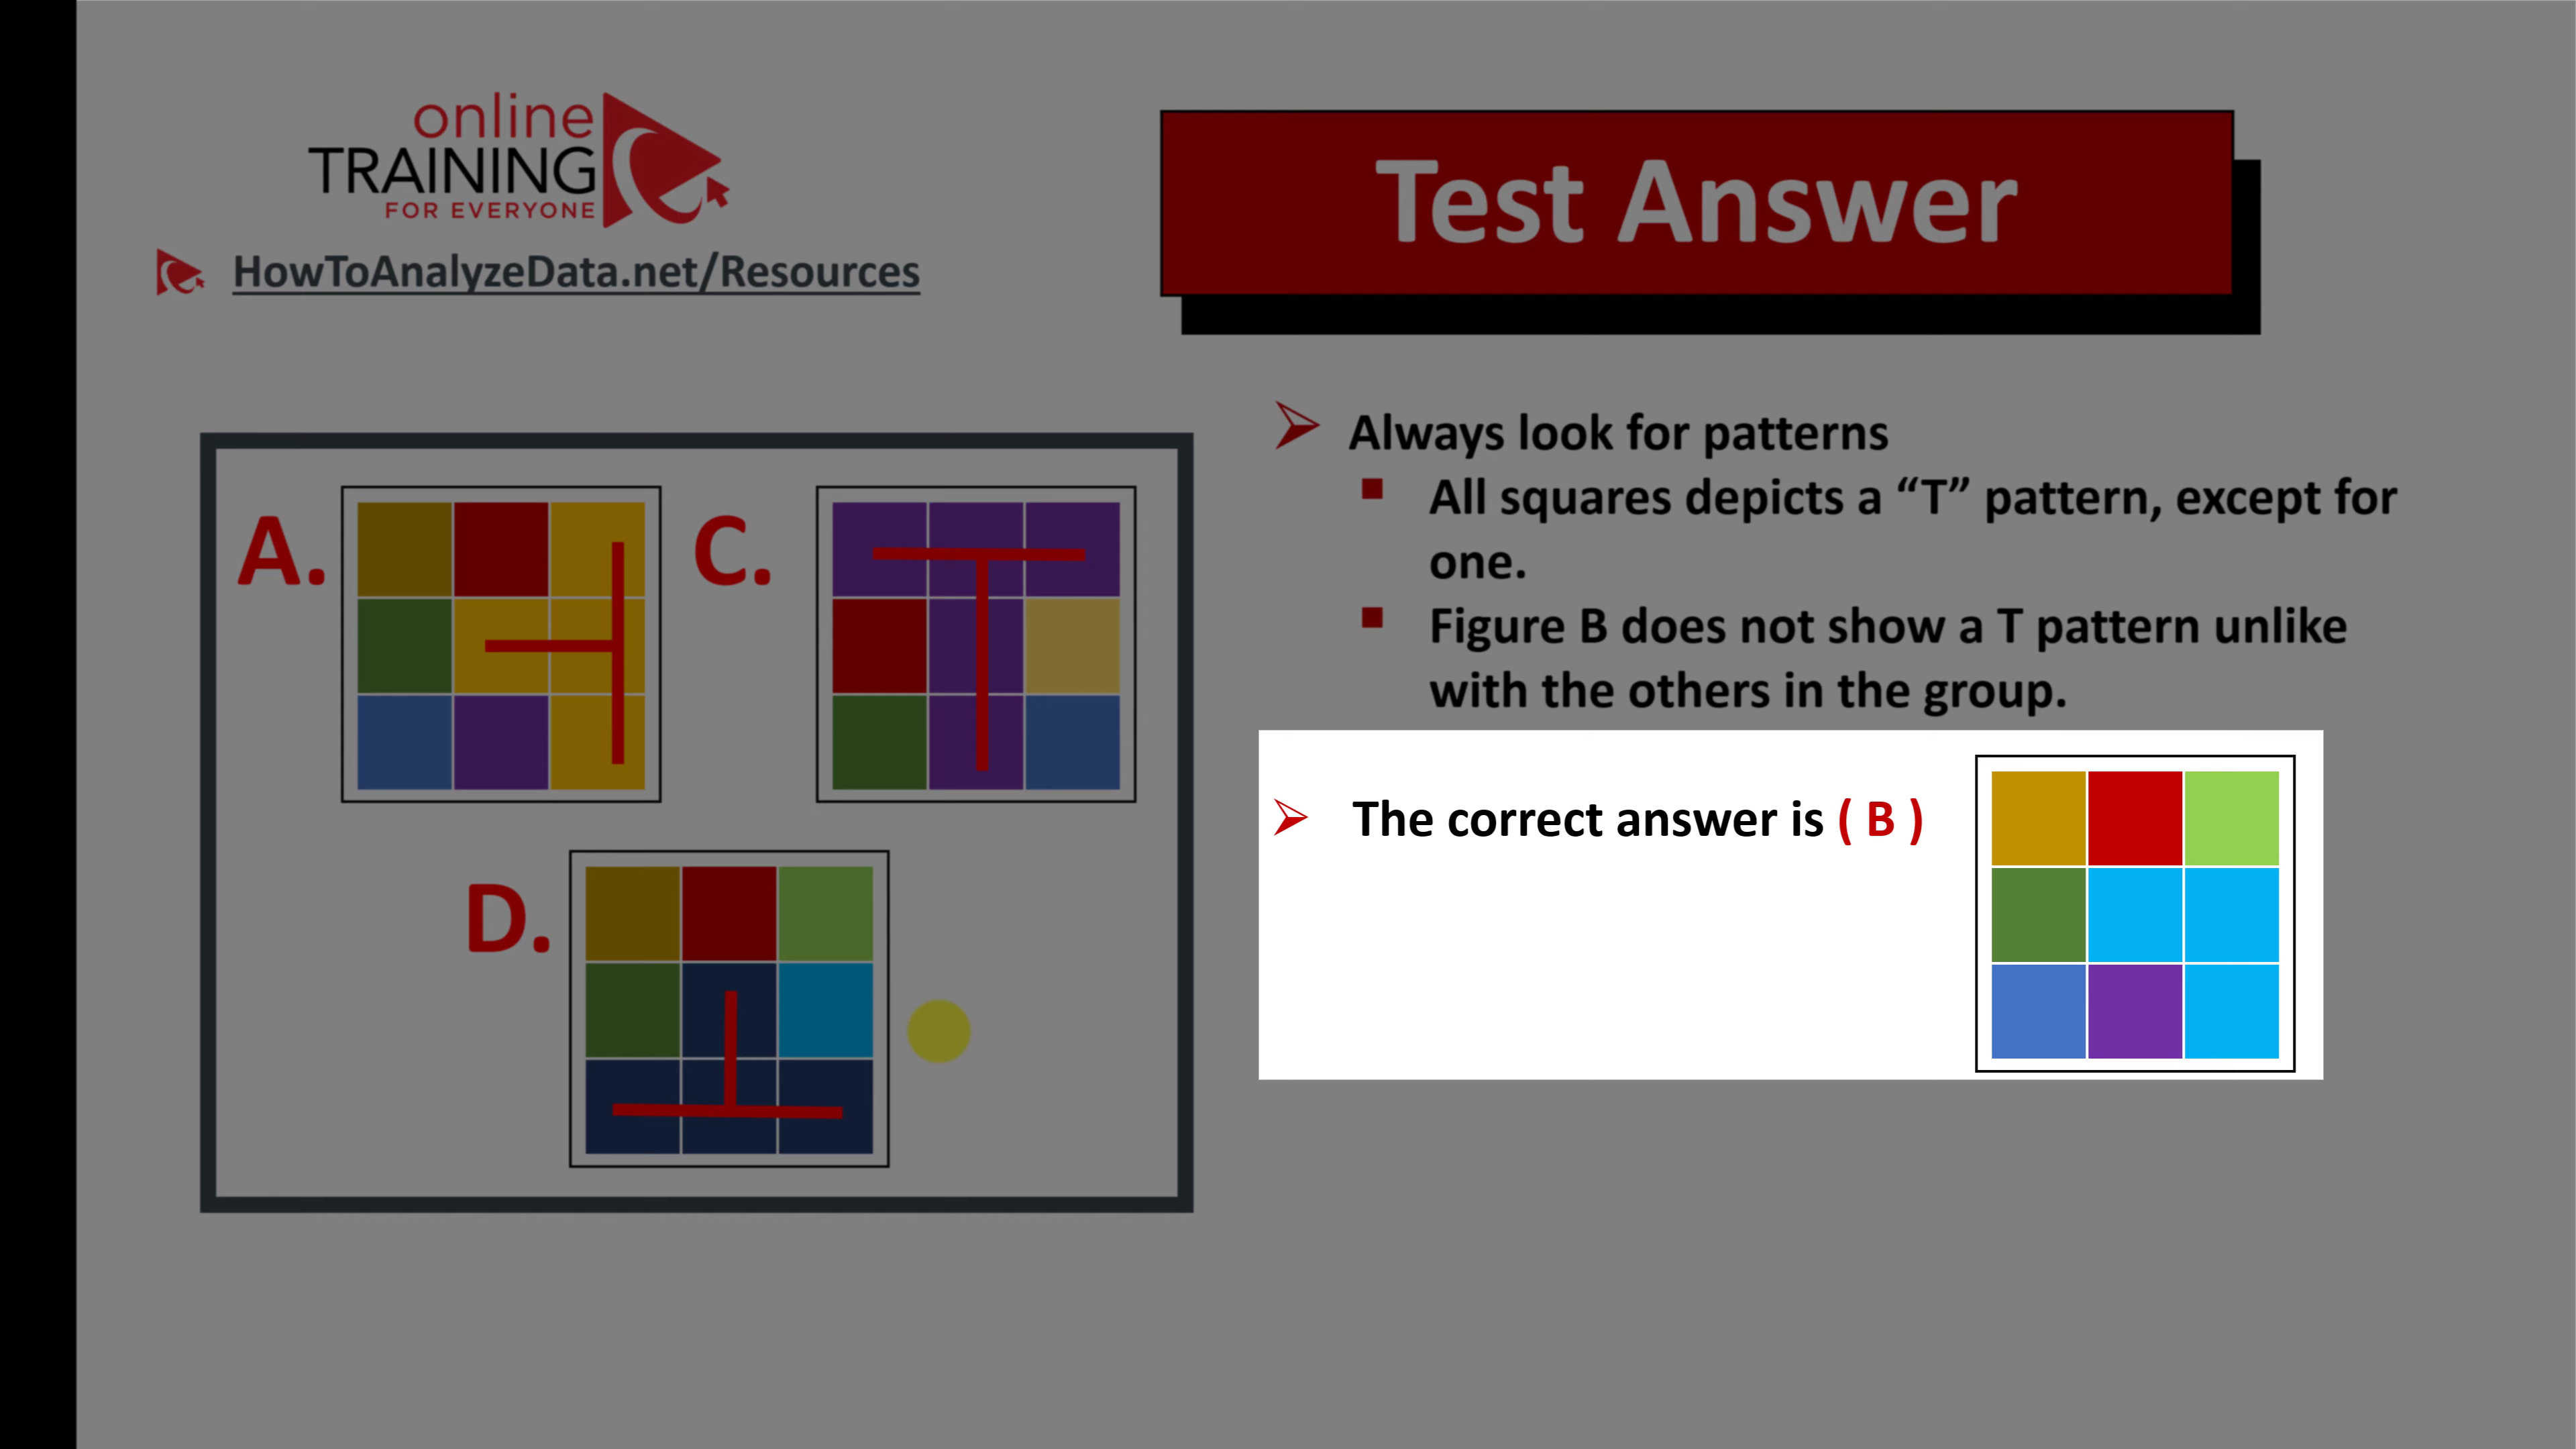 online
TRAINING
FOR EVERYONE
HowToAnalyzeData.net/Resources
Test Answer
A.
C.
D.
Always look for patterns
All squares depicts a “T” pattern, except for
one.
Figure B does not show a T pattern unlike
with the others in the group.
The correct answer is ( B )